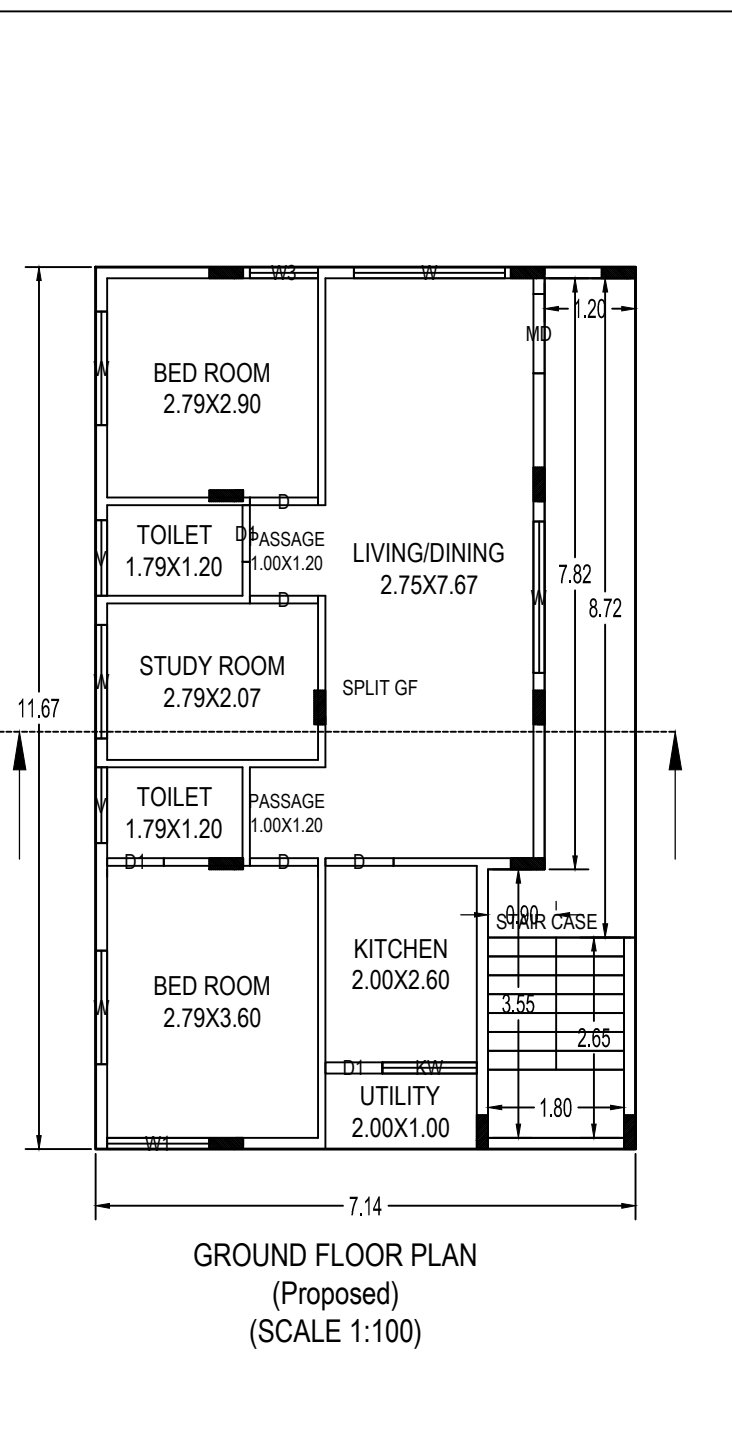 W3
W
1.20
MD
W
BED ROOM
2.79X2.90
D
TOILET
1.79X1.20
D1
PASSAGE
1.00X1.20
V
LIVING/DINING
2.75X7.67
7.82
8.72
D
W
STUDY ROOM
2.79X2.07
W
SPLIT GF
11.67
TOILET
1.79X1.20
V
PASSAGE
1.00X1.20
D1
D
D
0.90
STAIR CASE
KITCHEN
2.00X2.60
BED ROOM
2.79X3.60
W
3.55
2.65
D1
KW
UTILITY
2.00X1.00
1.80
W1
7.14
GROUND FLOOR PLAN
(Proposed)
(SCALE 1:100)